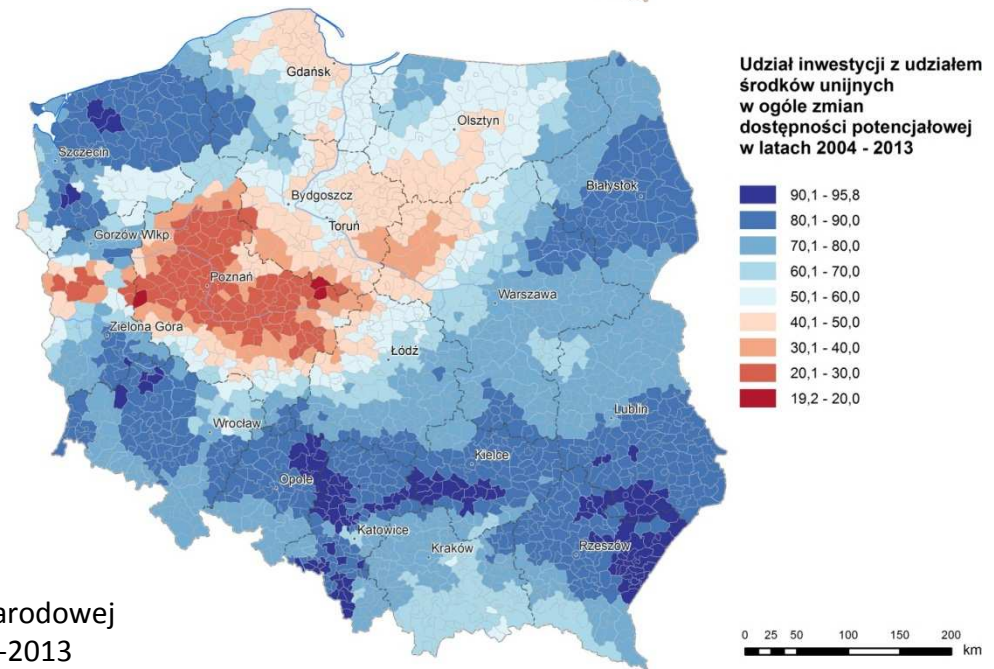 Udział inwestycji z udziałem
środków unijnych
w ogóle zmian
dostępności potencjałowej
w latach 2004 - 2013
90,1 - 95,8
80,1 - 90,0
70,1 - 80,0
60,1 - 70,0
50,1 - 60,0
40,1 - 50,0
30,1 - 40,0
20,1 - 30,0
19,2 - 20,0
Gdańsk
Olsztyn
Szczecin
Białystok
Bydgoszcz
Toruń
Gorzów Wlkp.
Poznań
Warszawa
Zielona Góra
Łódź
Lublin
Wrocław
Kielce
Opole
Katowice
Kraków
Rzeszów
arodowej
-2013
0 25 50 100 150 200
km